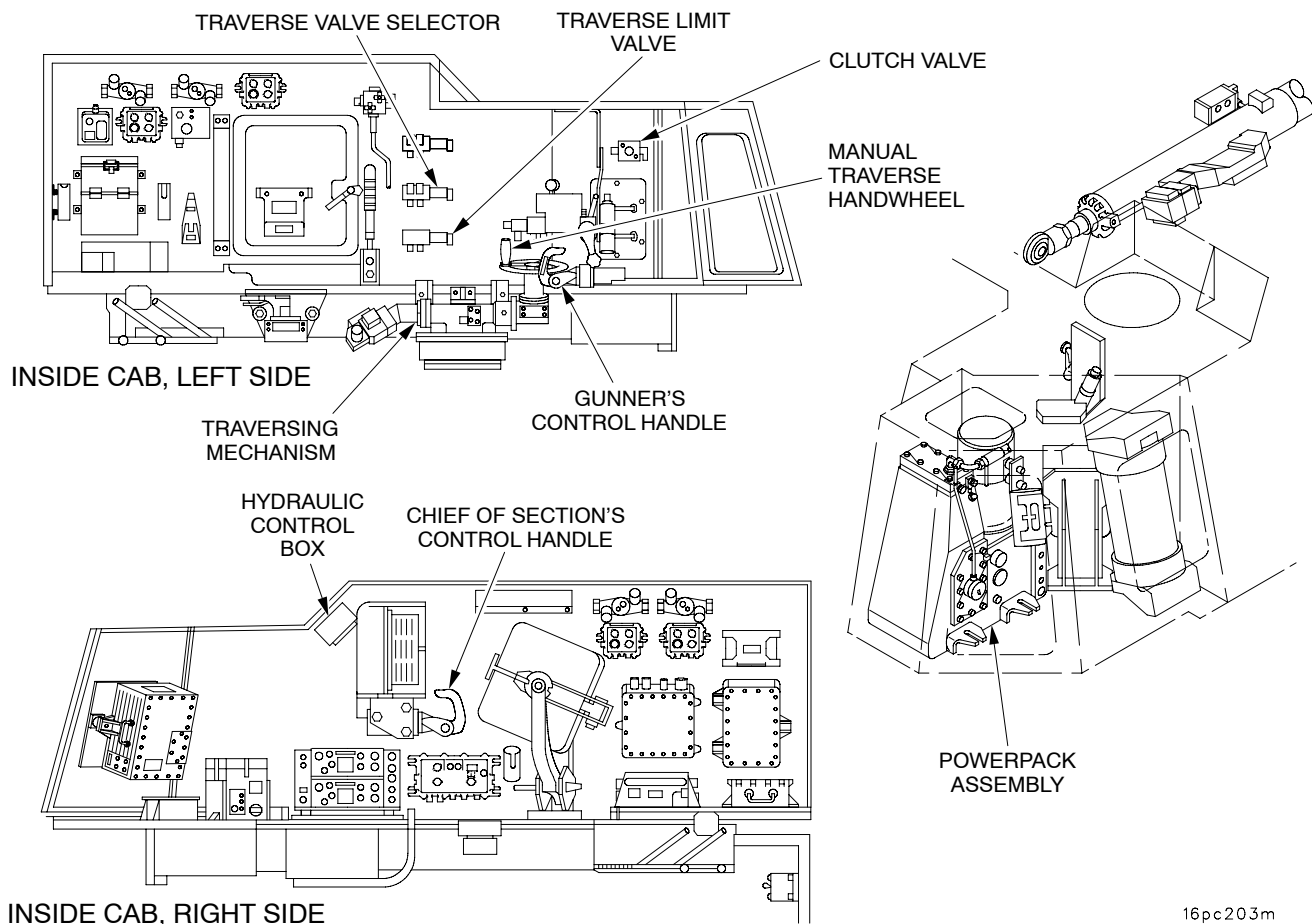 TRAVERSE VALVE SELECTOR
TRAVERSE LIMIT
VALVE
CLUTCH VALVE
MANUAL
TRAVERSE
HANDWHEEL
INSIDE CAB, LEFT SIDE
TRAVERSING
MECHANISM
GUNNER’S
CONTROL HANDLE
HYDRAULIC
CONTROL
BOX
CHIEF OF SECTION’S
CONTROL HANDLE
POWERPACK
ASSEMBLY
INSIDE CAB, RIGHT SIDE
16pc203m